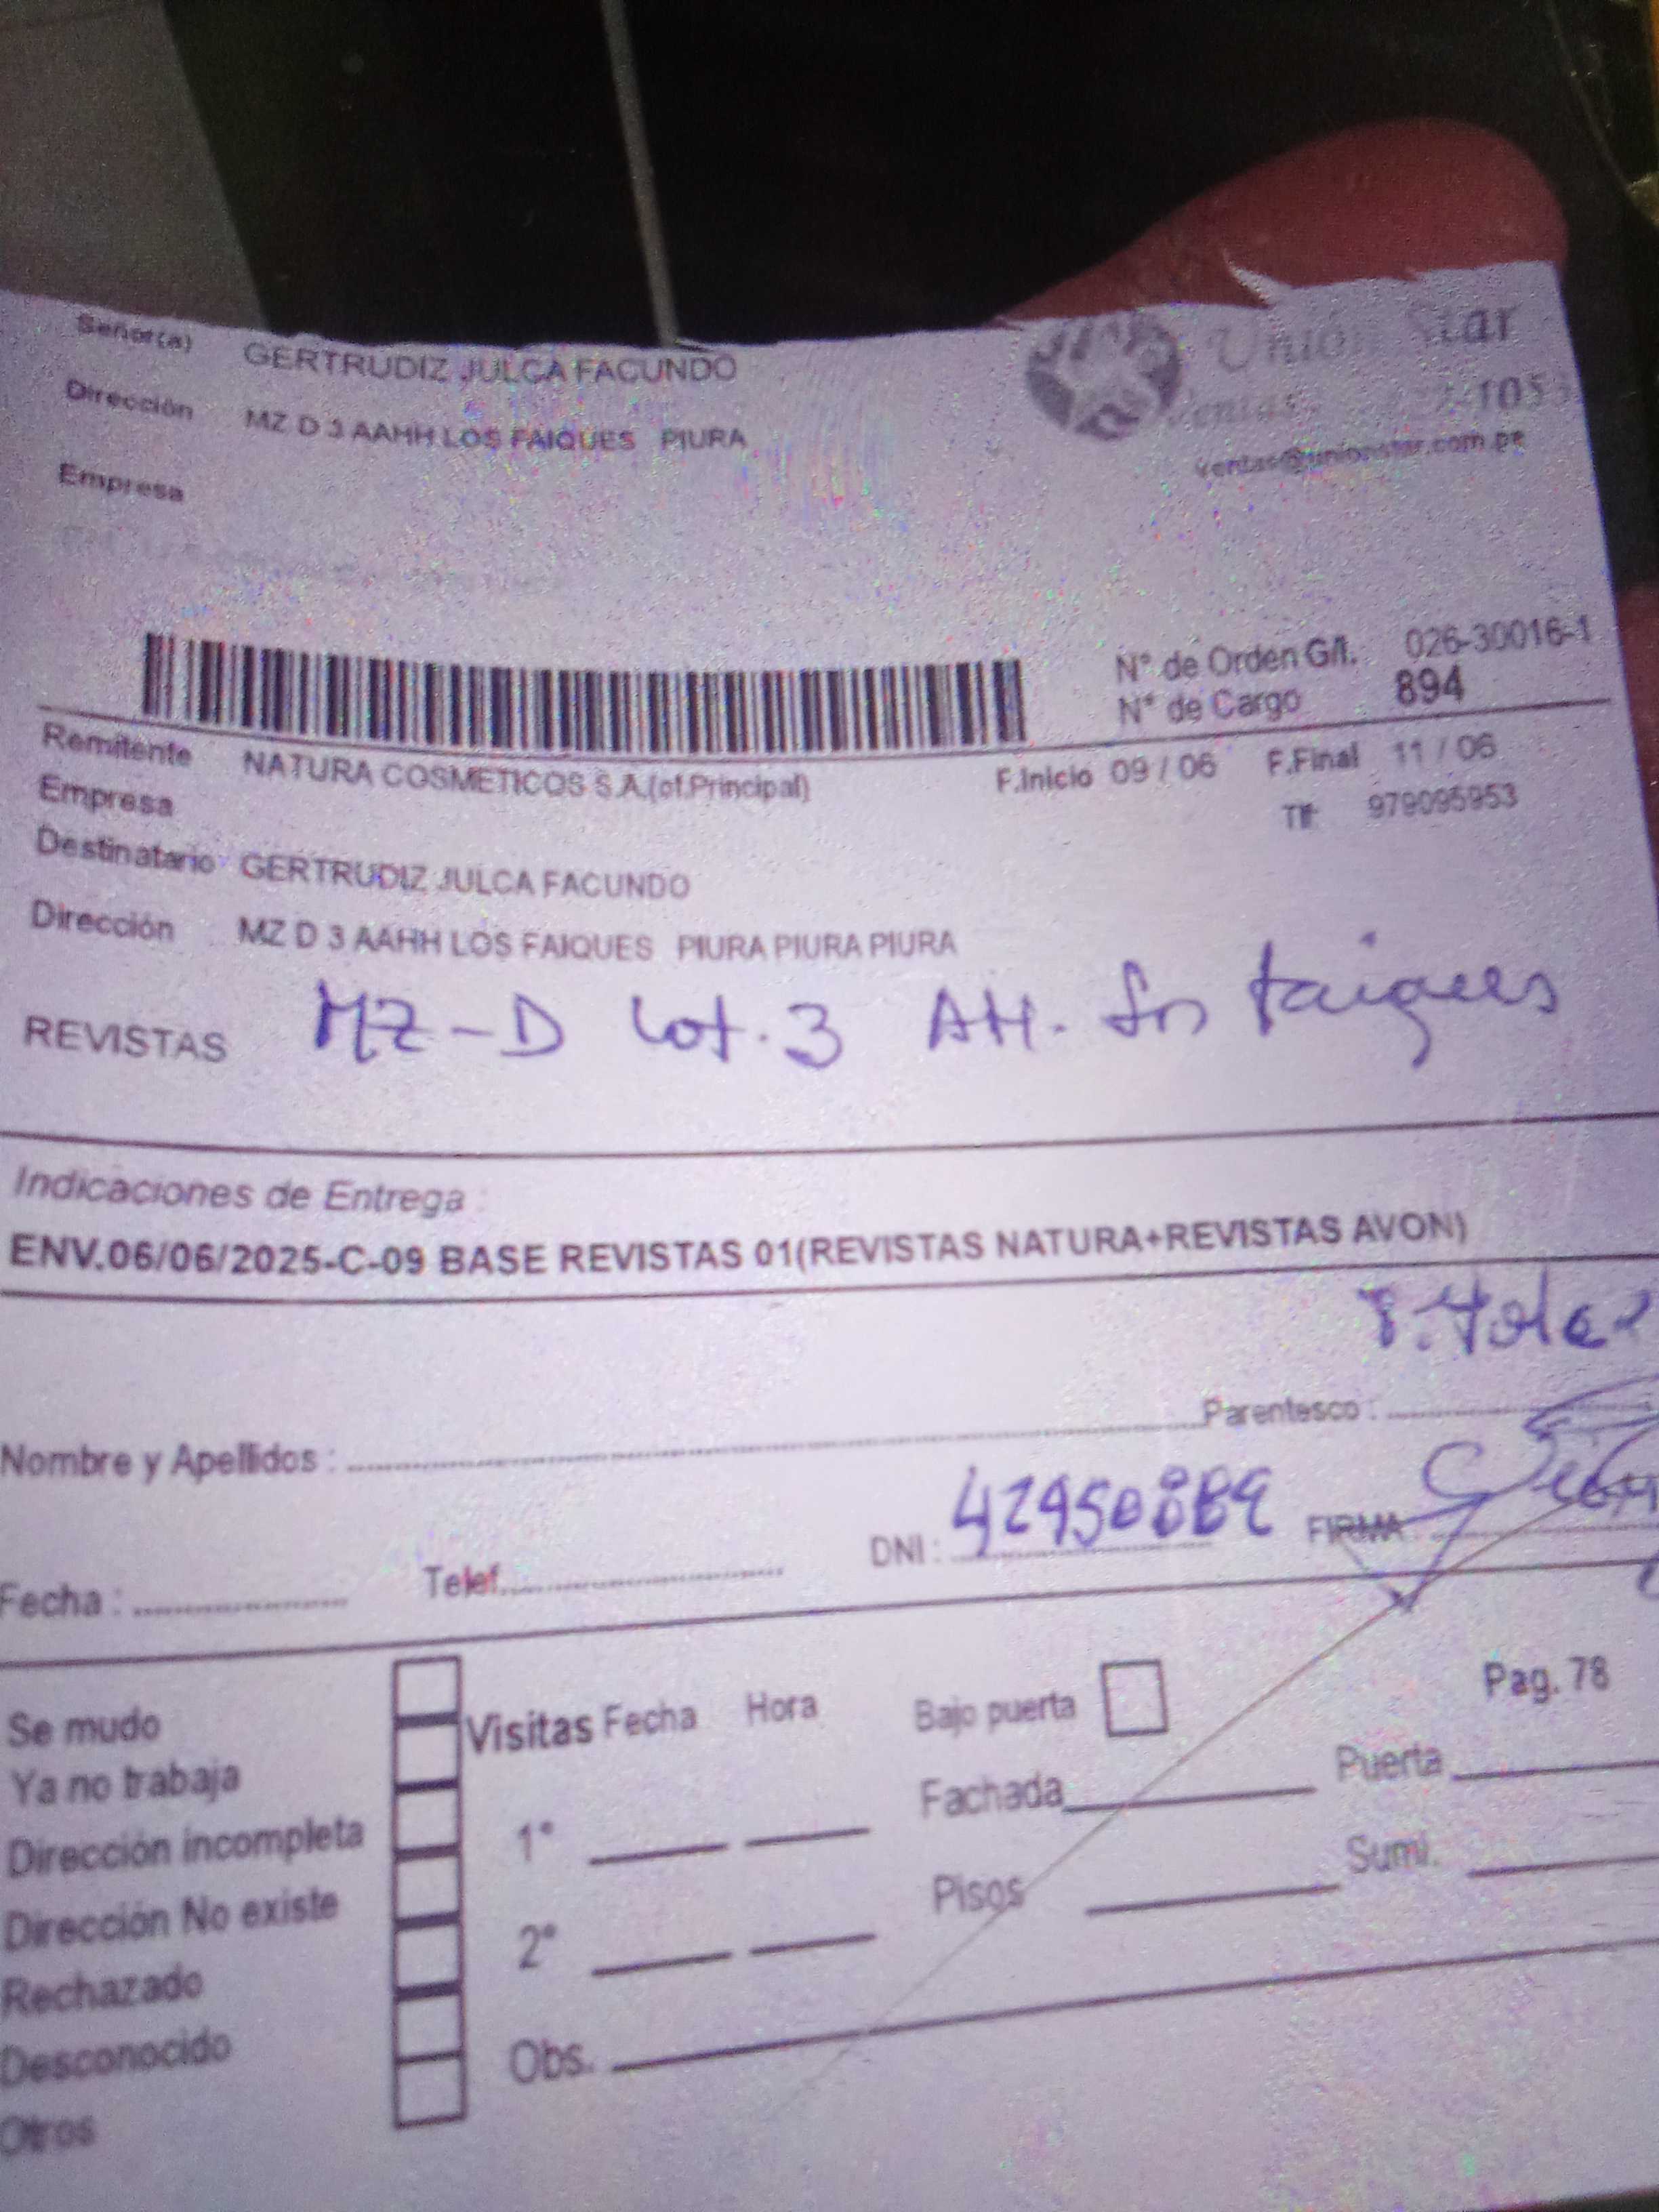 Señor(a) GERTRUDIZ JULCA FACUNDO
Union Star
Dirección MZ D 3 AAHH LOS FAIQUES PIURA
ventas@unionstar.com.pe
Empresa
N° de Orden G/I. 026-30016-1
N° de Cargo 894
Remitente NATURA COSMETICOS S.A.(of.Principal) F.Inicio 09 / 06 F.Final 11 / 06
Empresa Tlf: 979095953
Destinatario GERTRUDIZ JULCA FACUNDO
Dirección MZ D 3 AAHH LOS FAIQUES PIURA PIURA PIURA
REVISTAS MZ-D Lot. 3 AH. Los Faiques
Indicaciones de Entrega :
ENV.06/06/2025-C-09 BASE REVISTAS 01(REVISTAS NATURA+REVISTAS AVON)
Nombre y Apellidos : Parentesco :
Fecha : Telef. DNI : FIRMA
Se mudo
Visitas Fecha Hora Bajo puerta Pag. 78
Ya no trabaja
Fachada Puerta
Dirección incompleta 1°
Pisos Sumi.
Dirección No existe
2°
Rechazado
Desconocido
Obs.
Otros